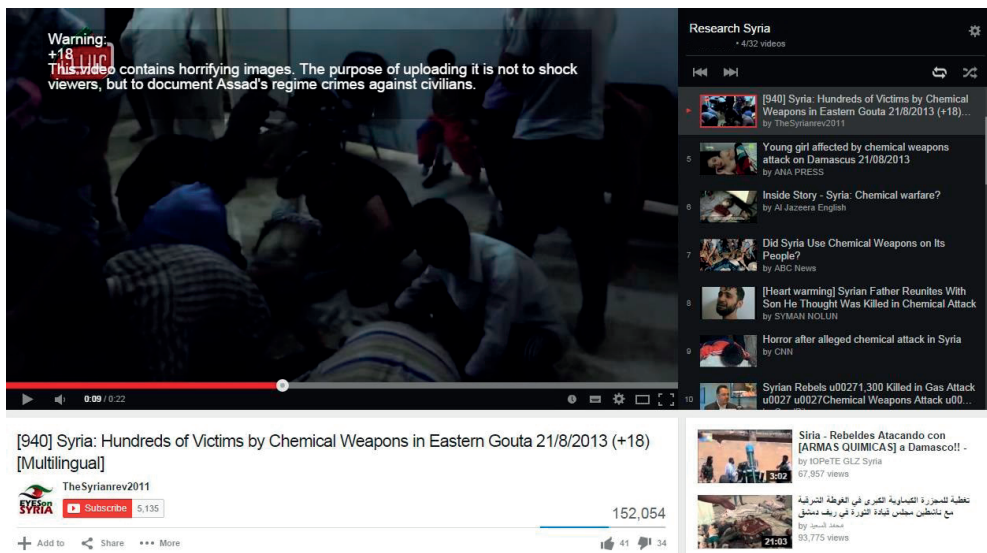 Warning:
+18
This video contains horrifying images. The purpose of uploading it is not to shock
viewers, but to document Assad's regime crimes against civilians.
0:09 / 0:22
[940] Syria: Hundreds of Victims by Chemical Weapons in Eastern Gouta 21/8/2013 (+18)
[Multilingual]
EYES on
SYRIA
TheSyrianrev2011
Subscribe 5,135
152,054
Add to Share More
41 34
Research Syria
• 4/32 videos
[940] Syria: Hundreds of Victims by Chemical
Weapons in Eastern Gouta 21/8/2013 (+18)...
by TheSyrianrev2011
5
Young girl affected by chemical weapons
attack on Damascus 21/08/2013
by ANA PRESS
6
Inside Story - Syria: Chemical warfare?
by Al Jazeera English
7
Did Syria Use Chemical Weapons on Its
People?
by ABC News
8
[Heart warming] Syrian Father Reunites With
Son He Thought Was Killed in Chemical Attack
by SYMAN NOLUN
9
Horror after alleged chemical attack in Syria
by CNN
10
Syrian Rebels u00271,300 Killed in Gas Attack
u0027 u0027Chemical Weapons Attack u00...
Siria - Rebeldes Atacando con
[ARMAS QUIMICAS] a Damasco!! -
by tOPeTE GLZ Syria
67,957 views
3:02
تغطية للمجزرة الكيماوية الكبرى في الغوطة الشرقية
مع ناشطين مجلس قيادة الثورة في ريف دمشق
by محمد السعيد
93,775 views
21:03